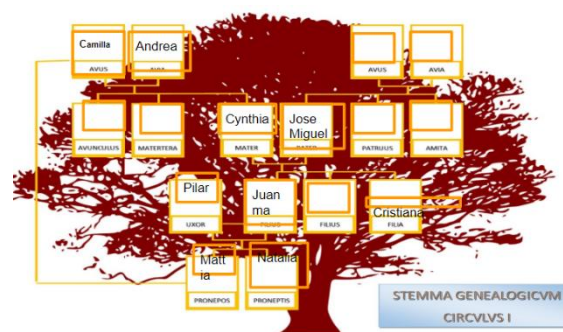 Camilla
Andrea
AVUS
AVUS
AVIA
Cynthia
Jose
Miguel
AVUNCULUS
MATERTERA
MATER
PATRUUS
AMITA
Pilar
Juan
ma
Cristiana
UXOR
FILIUS
FILIA
Matt
ia
Natalia
PRONEPOS
PRONEPTIS
STEMMA GENEALOGICVM
CIRCVLVS I